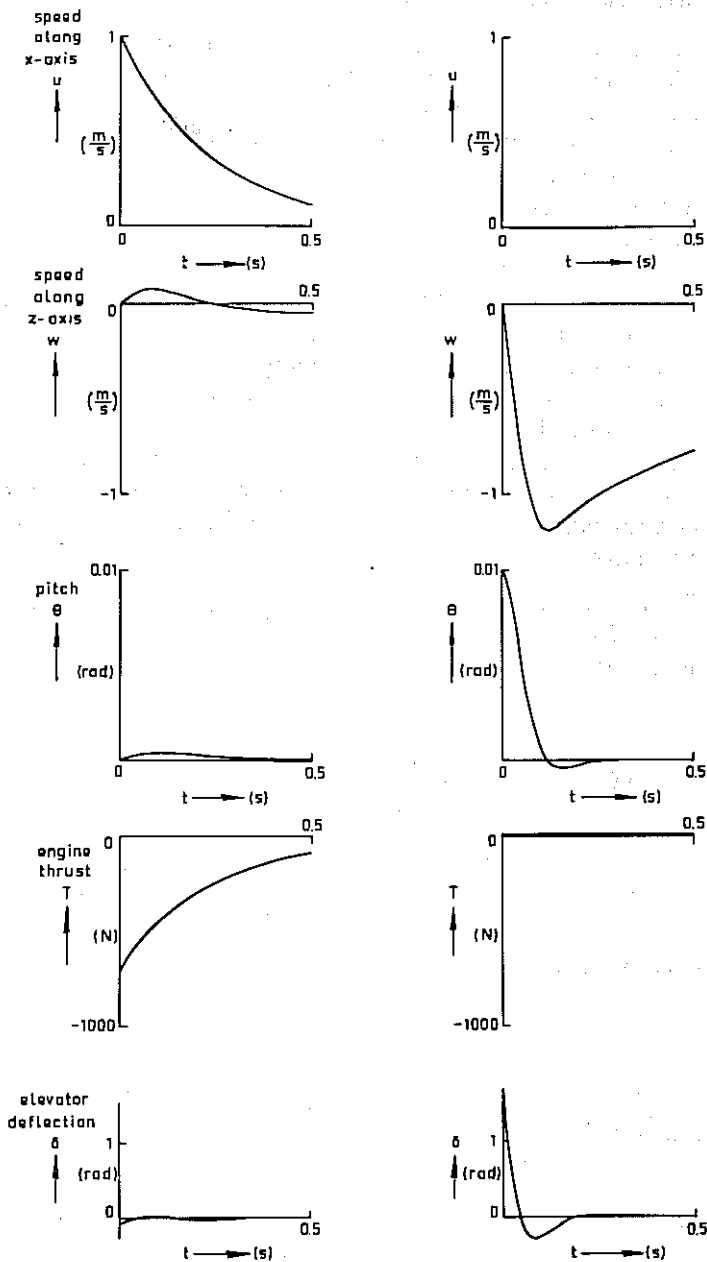 speed
along
x-axis
u
(m/s)
1
0
0
0.5
t (s)
u
(m/s)
1
0
0
0.5
t (s)
speed
along
z-axis
w
(m/s)
0
-1
0.5
w
(m/s)
0
-1
0.5
pitch
θ
(rad)
0.01
0
0.5
t (s)
θ
(rad)
0.01
0
0.5
t (s)
engine
thrust
T
(N)
0
-1000
0.5
T
(N)
0
-1000
0.5
elevator
deflection
δ
(rad)
1
0
0.5
t (s)
δ
(rad)
1
0
0.5
t (s)